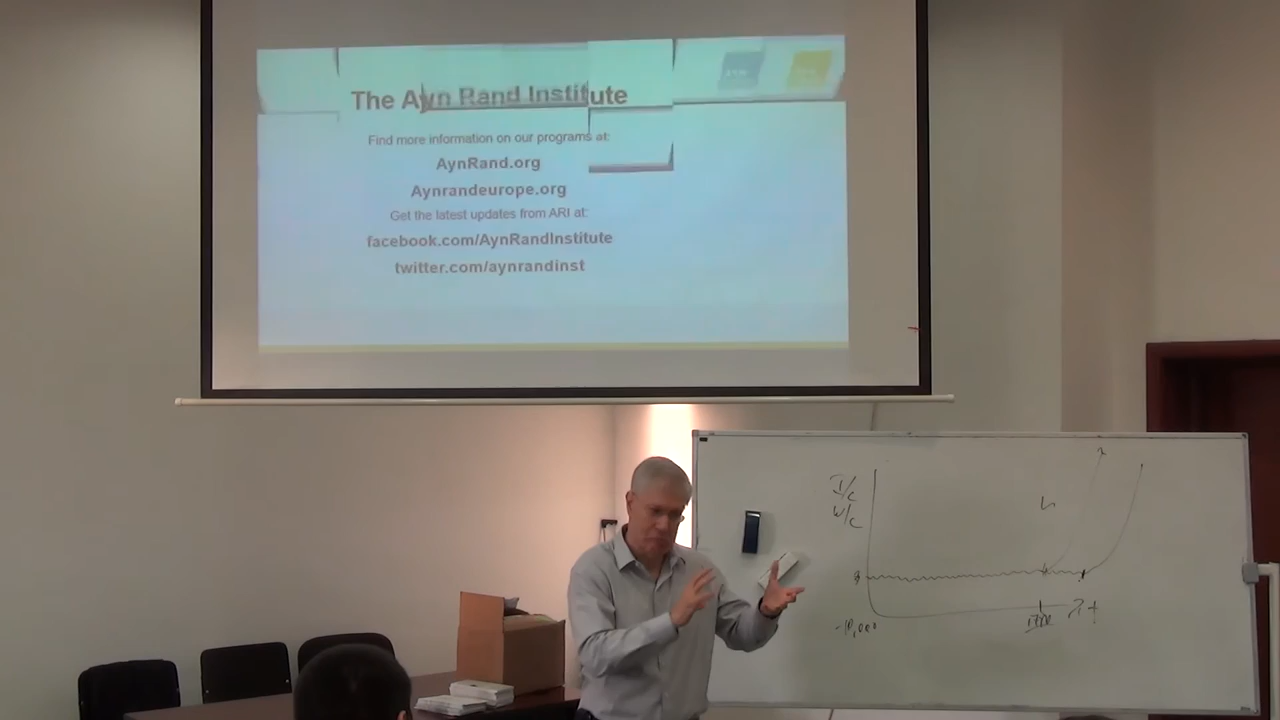 The Ayn Rand Institute
Find more information on our programs at:
AynRand.org
Aynrandeurope.org
Get the latest updates from ARI at:
facebook.com/AynRandInstitute
twitter.com/aynrandinst
I/C
W/C
-10,000